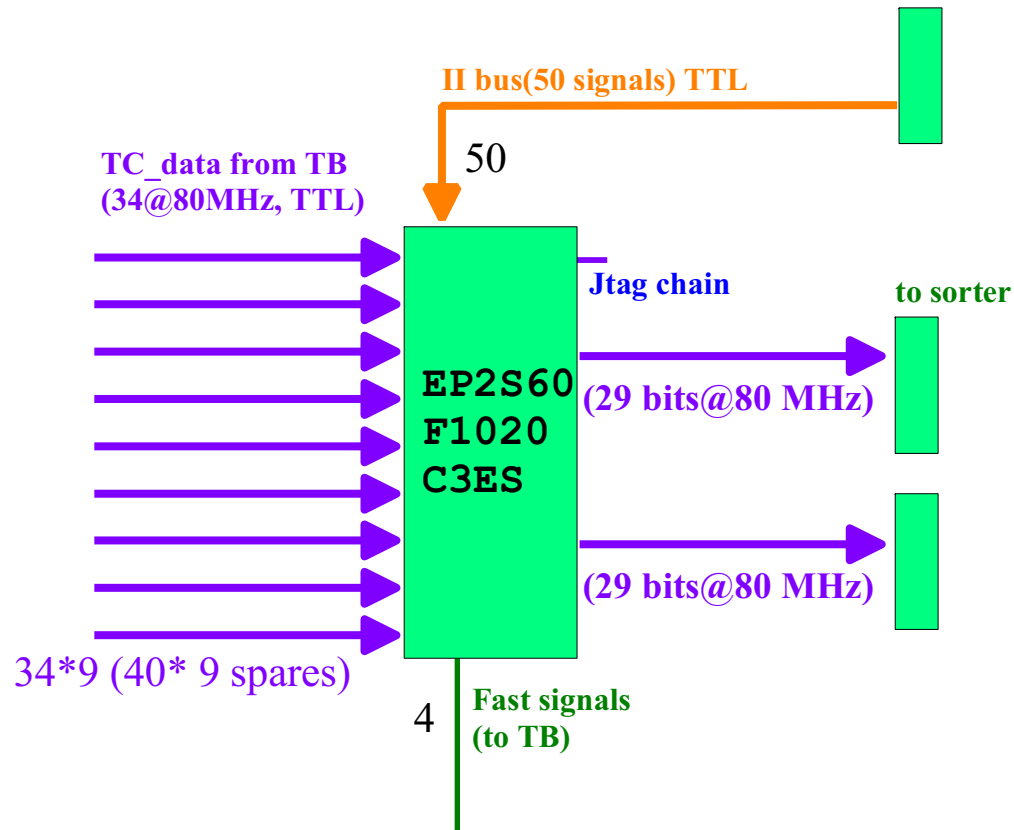 II bus(50 signals) TTL
50
TC_data from TB
(34@80MHz, TTL)
Jtag chain
to sorter
EP2S60
F1020
C3ES
(29 bits@80 MHz)
(29 bits@80 MHz)
34*9 (40* 9 spares)
4
Fast signals
(to TB)